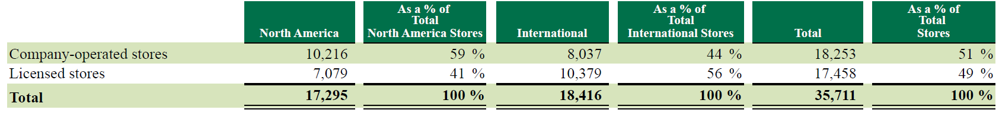 As a % of As a % of As a % of
Total Total Total
North America North America Stores International International Stores Total Stores
Company-operated stores 10,216 59 % 8,037 44 % 18,253 51 %
Licensed stores 7,079 41 % 10,379 56 % 17,458 49 %
Total 17,295 100 % 18,416 100 % 35,711 100 %